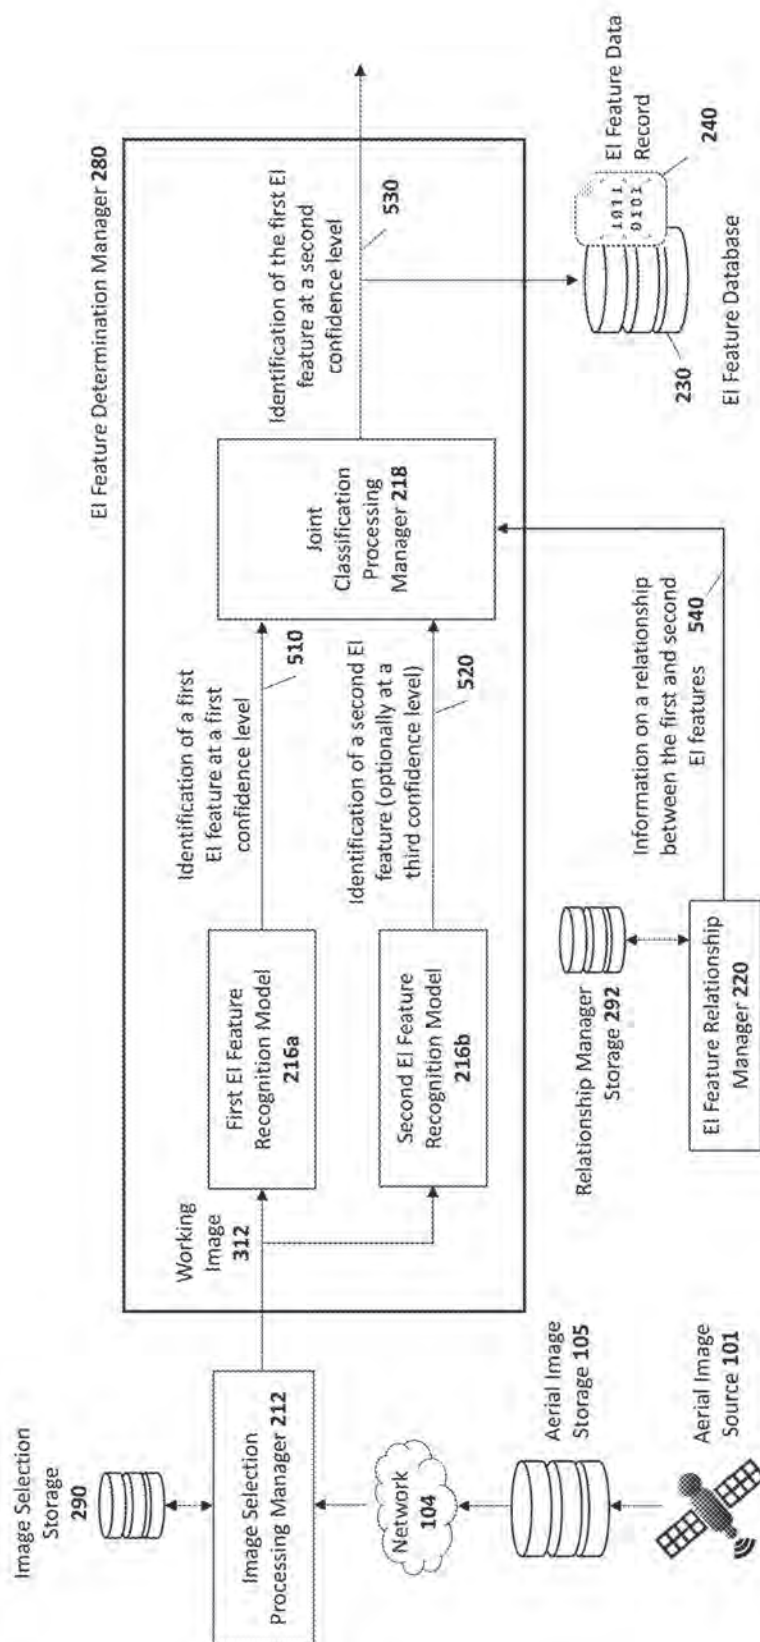 Image Selection
Storage
290
Image Selection
Processing Manager 212
Network
104
Aerial Image
Storage 105
Aerial Image
Source 101
EI Feature Determination Manager 280
Working
Image
312
First EI Feature
Recognition Model
216a
Second EI Feature
Recognition Model
216b
Identification of a first
EI feature at a first
confidence level
510
Identification of a second EI
feature (optionally at a
third confidence level)
520
Joint
Classification
Processing
Manager 218
Identification of the first EI
feature at a second
confidence level
530
Relationship Manager
Storage 292
EI Feature Relationship
Manager 220
Information on a relationship
between the first and second
EI features
540
230
EI Feature Database
1011
0101
EI Feature Data
Record
240